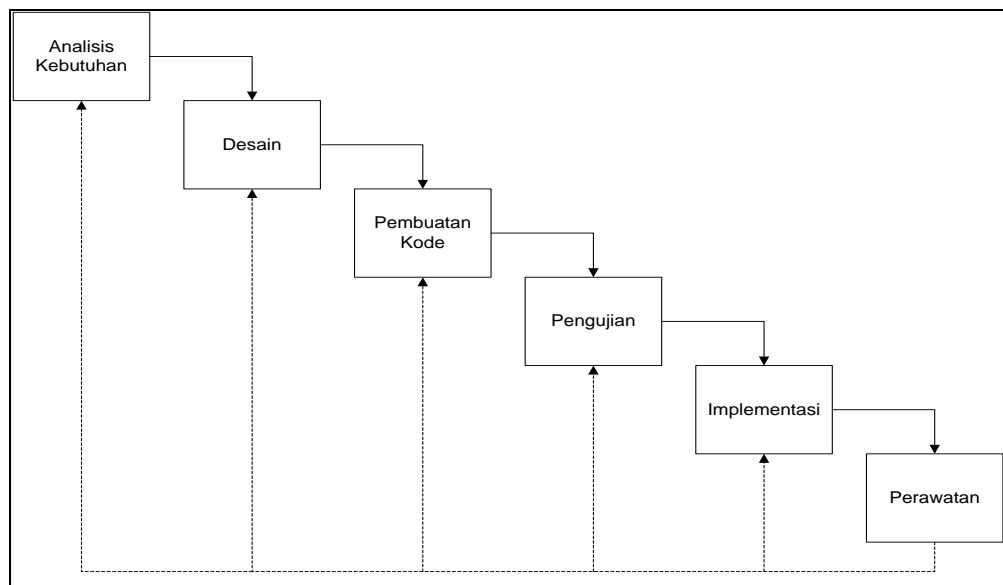 Analisis
Kebutuhan
Desain
Pembuatan
Kode
Pengujian
Implementasi
Perawatan